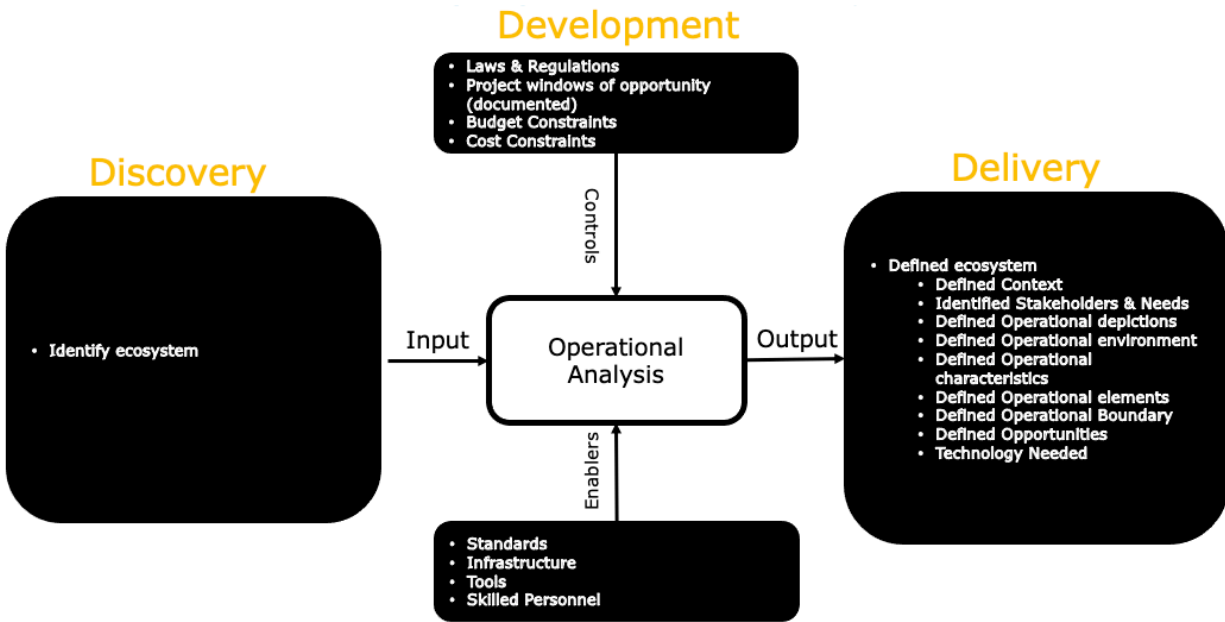 Development
• Laws & Regulations
• Project windows of opportunity
(documented)
• Budget Constraints
• Cost Constraints
Discovery
• Identify ecosystem
Controls
Input
Operational
Analysis
Output
Enablers
• Standards
• Infrastructure
• Tools
• Skilled Personnel
Delivery
• Defined ecosystem
• Defined Context
• Identified Stakeholders & Needs
• Defined Operational depictions
• Defined Operational environment
• Defined Operational
characteristics
• Defined Operational elements
• Defined Operational Boundary
• Defined Opportunities
• Technology Needed